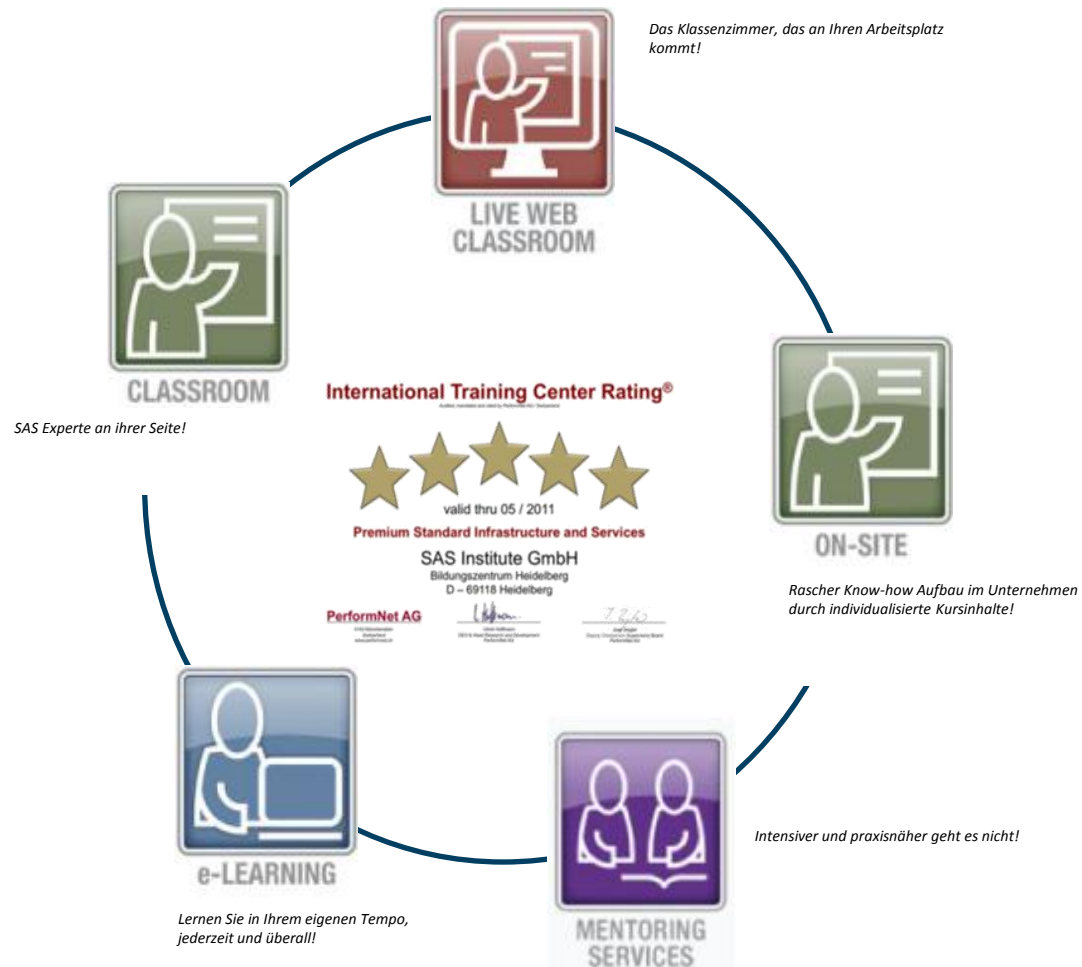 Das Klassenzimmer, das an Ihren Arbeitsplatz
kommt!
LIVE WEB
CLASSROOM
CLASSROOM
SAS Experte an ihrer Seite!
International Training Center Rating®
valid thru 05 / 2011
Premium Standard Infrastructure and Services
SAS Institute GmbH
Bildungszentrum Heidelberg
D – 69118 Heidelberg
PerformNet AG
ON-SITE
Rascher Know-how Aufbau im Unternehmen
durch individualisierte Kursinhalte!
e-LEARNING
Lernen Sie in Ihrem eigenen Tempo,
jederzeit und überall!
Intensiver und praxisnäher geht es nicht!
MENTORING
SERVICES